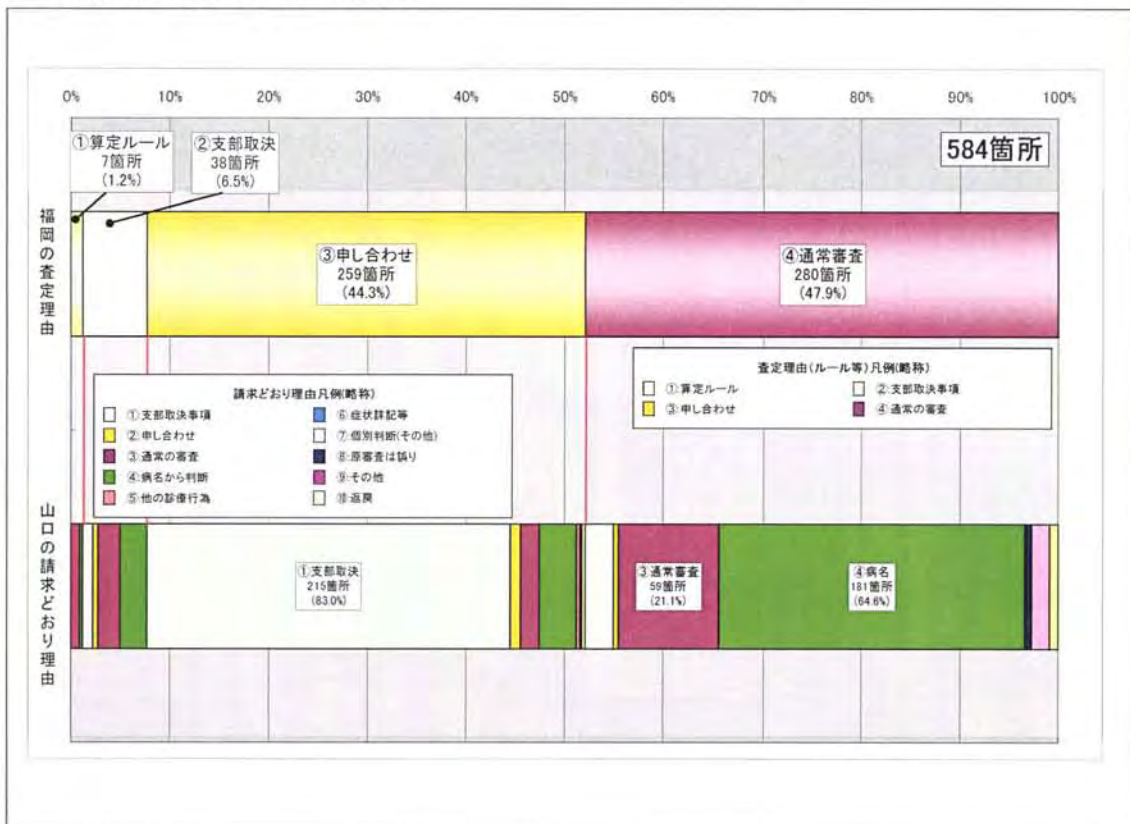 0% 10% 20% 30% 40% 50% 60% 70% 80% 90% 100%
584箇所
①算定ルール
7箇所
(1.2%)
②支部取決
38箇所
(6.5%)
福岡の査定理由
③申し合わせ
259箇所
(44.3%)
④通常審査
280箇所
(47.9%)
請求どおり理由凡例(略称)
①支部取決事項
②申し合わせ
③通常の審査
④病名から判断
⑤他の診療行為
⑥症状詳記等
⑦個別判断(その他)
⑧原審査は誤り
⑨その他
⑩返戻
査定理由(ルール等)凡例(略称)
①算定ルール
②支部取決事項
③申し合わせ
④通常の審査
山口の請求どおり理由
①支部取決
215箇所
(83.0%)
③通常審査
59箇所
(21.1%)
④病名
181箇所
(64.6%)